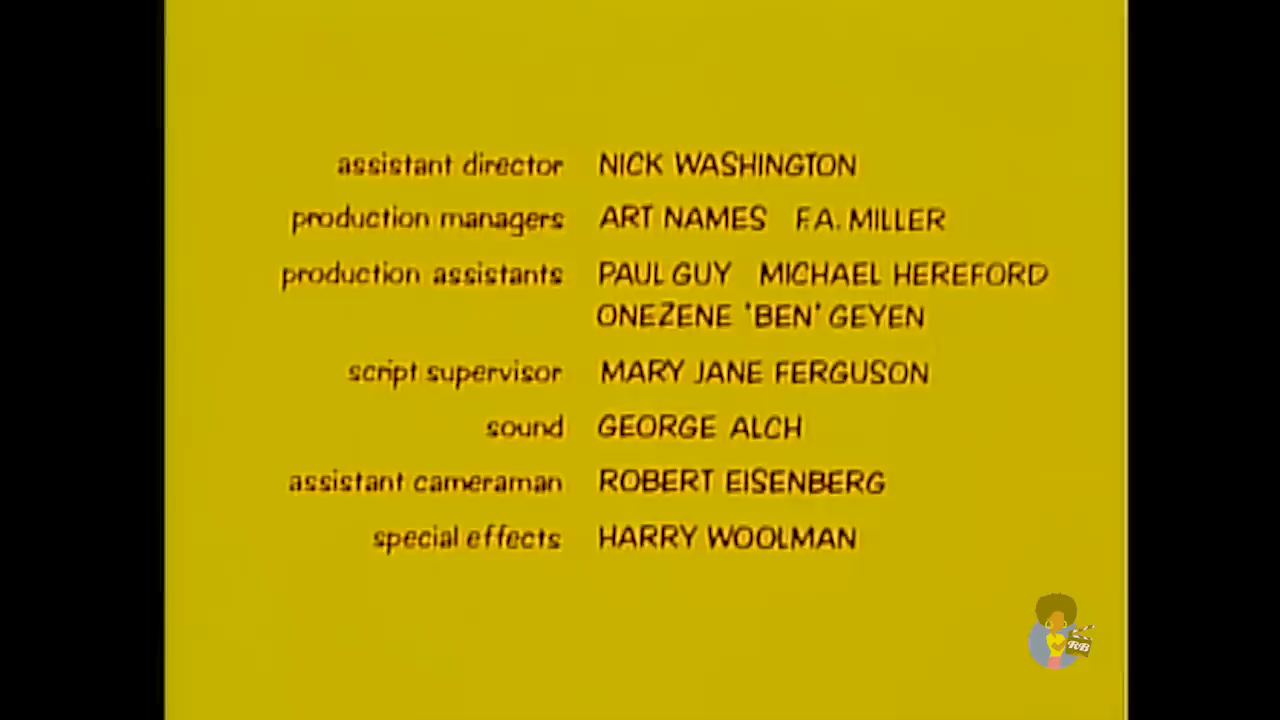 assistant director NICK WASHINGTON
production managers ART NAMES F.A. MILLER
production assistants PAUL GUY MICHAEL HEREFORD
ONEZENE 'BEN' GEYEN
script supervisor MARY JANE FERGUSON
sound GEORGE ALCH
assistant cameraman ROBERT EISENBERG
special effects HARRY WOOLMAN
RB